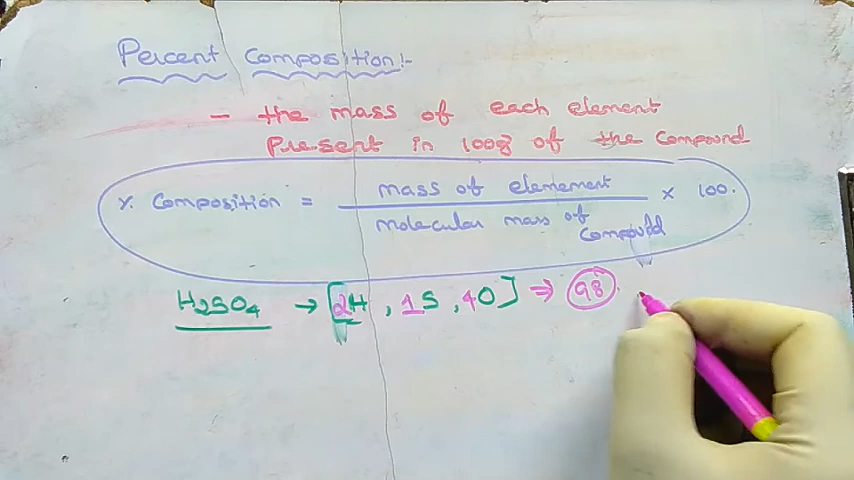 Percent Composition:-
- the mass of each element
Present in 100g of the Compound
% Composition = mass of elemement / molecular mass of Compound × 100.
H2SO4 → [2H, 1S, 4O] ⇒ 98.